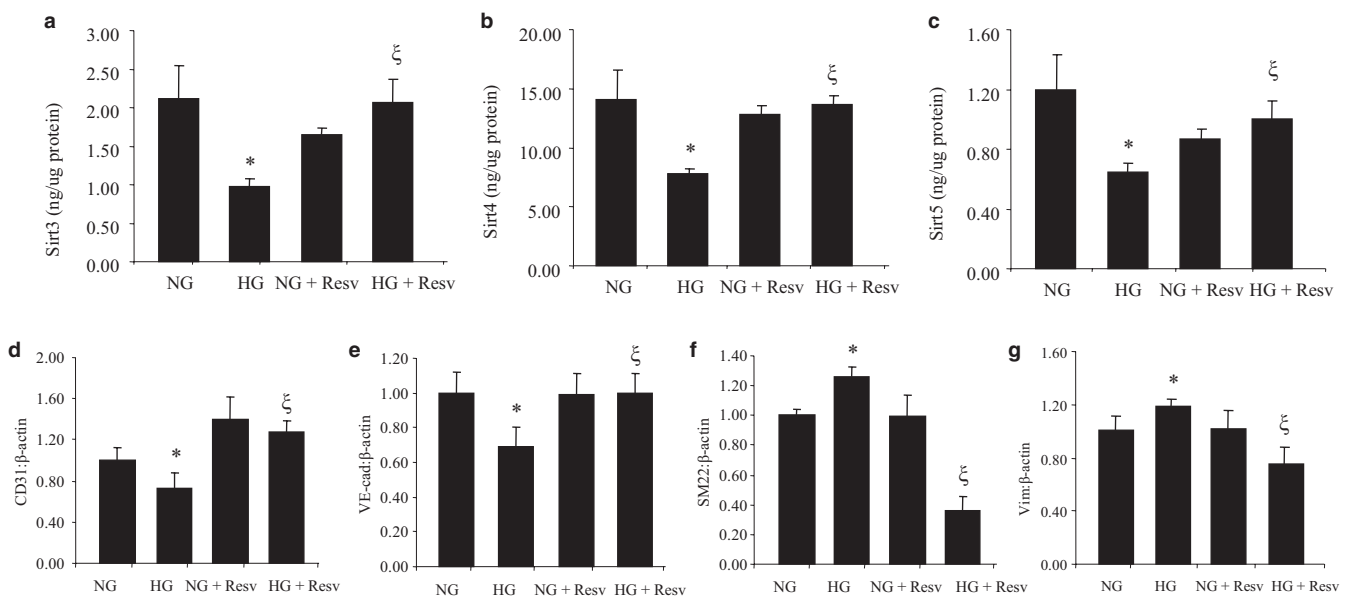 a
3.00
2.50
2.00
1.50
1.00
0.50
0.00
Sirt3 (ng/ug protein)
*
ξ
NG HG NG + Resv HG + Resv
b
20.00
15.00
10.00
5.00
0.00
Sirt4 (ng/ug protein)
*
ξ
NG HG NG + Resv HG + Resv
c
1.60
1.20
0.80
0.40
0.00
Sirt5 (ng/ug protein)
*
ξ
NG HG NG + Resv HG + Resv
d
2.00
1.60
1.20
0.80
0.40
0.00
CD31:β-actin
*
ξ
NG HG NG + Resv HG + Resv
e
1.20
1.00
0.80
0.60
0.40
0.20
0.00
VE-cad:β-actin
*
ξ
NG HG NG + Resv HG + Resv
f
1.40
1.20
1.00
0.80
0.60
0.40
0.20
0.00
SM22:β-actin
*
ξ
NG HG NG + Resv HG + Resv
g
1.60
1.20
0.80
0.40
0.00
Vim:β-actin
*
ξ
NG HG NG + Resv HG + Resv